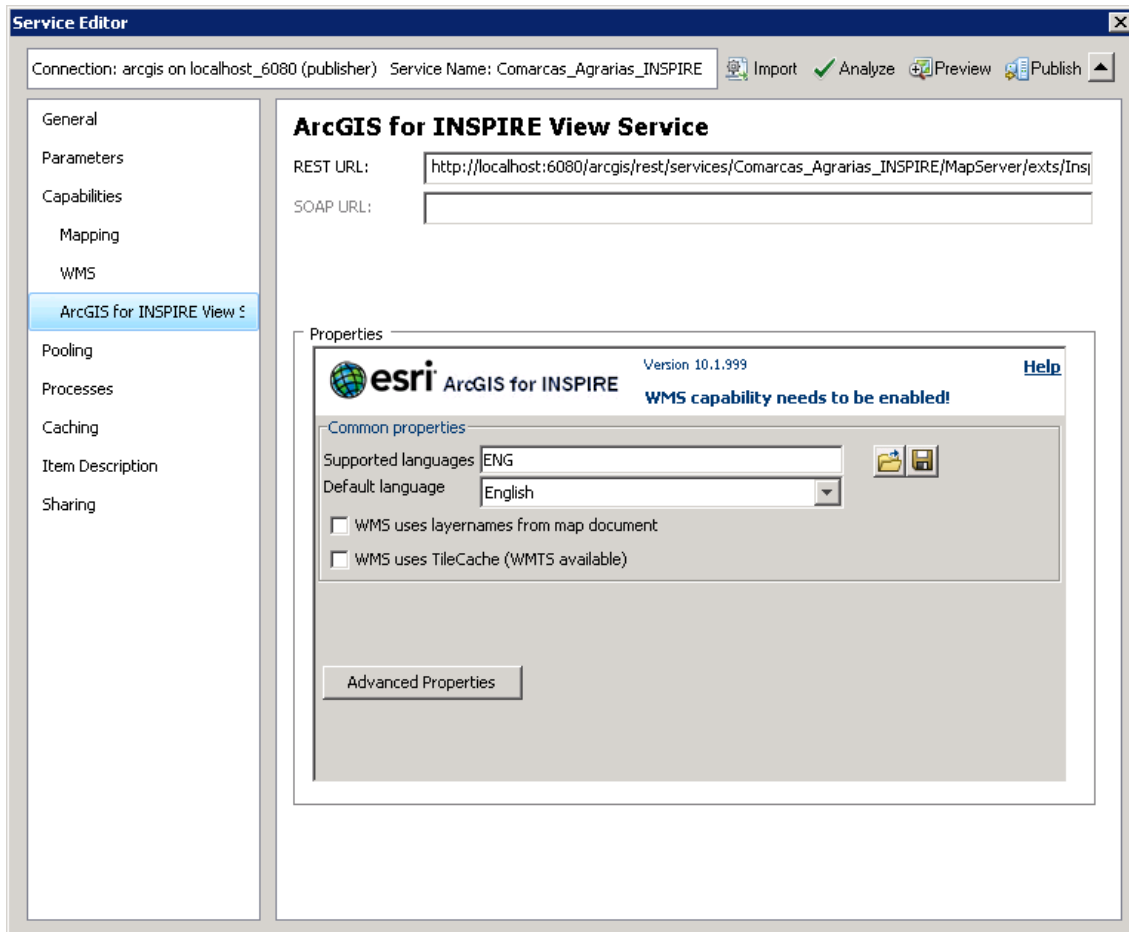 Service Editor
Connection: arcgis on localhost_6080 (publisher) Service Name: Comarcas_Agrarias_INSPIRE Import Analyze Preview Publish
General
Parameters
Capabilities
Mapping
WMS
ArcGIS for INSPIRE View S
Pooling
Processes
Caching
Item Description
Sharing
ArcGIS for INSPIRE View Service
REST URL: http://localhost:6080/arcgis/rest/services/Comarcas_Agrarias_INSPIRE/MapServer/exts/Insp
SOAP URL:
Properties
esri ArcGIS for INSPIRE
Version 10.1.999
Help
WMS capability needs to be enabled!
Common properties
Supported languages ENG
Default language English
WMS uses layernames from map document
WMS uses TileCache (WMTS available)
Advanced Properties